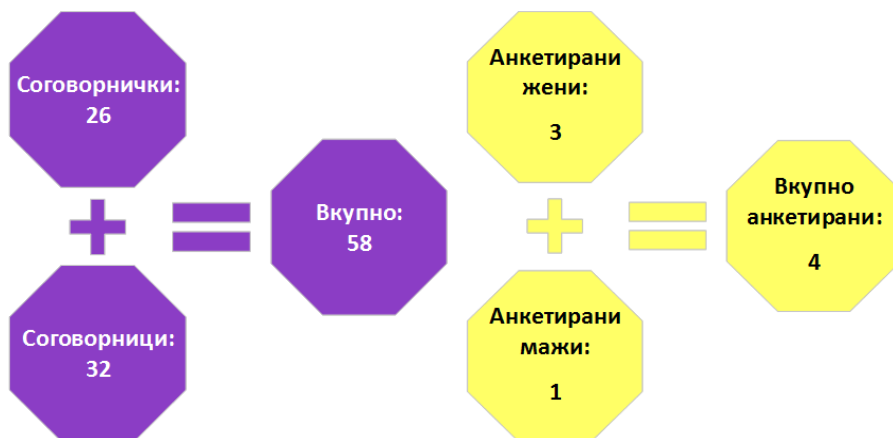 Соговорнички:
26
Соговорници:
32
Вкупно:
58
Анкетирани
жени:
3
Анкетирани
мажи:
1
Вкупно
анкетирани:
4